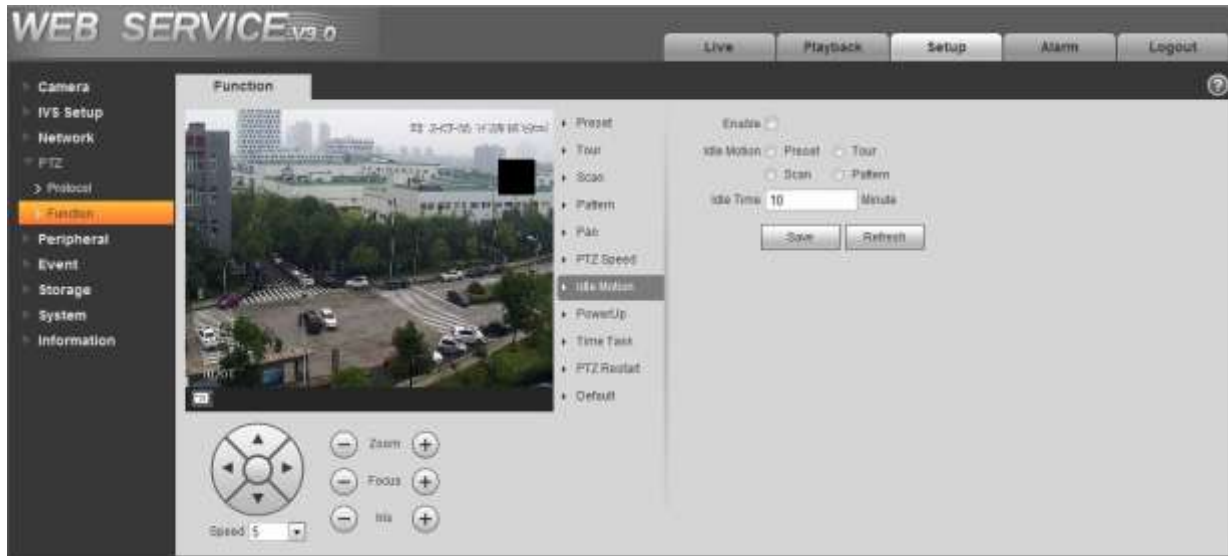 WEB SERVICE V3.0
Live
Playback
Setup
Alarm
Logout
Camera
IVS Setup
Network
PTZ
Protocol
Function
Peripheral
Event
Storage
System
Information
Function
Preset
Tour
Scan
Pattern
Pan
PTZ Speed
Idle Motion
PowerUp
Time Task
PTZ Restart
Default
Enable
Idle Motion Preset Tour
Scan Pattern
Idle Time 10 Minute
Save Refresh
Zoom
Focus
Iris
Speed 5